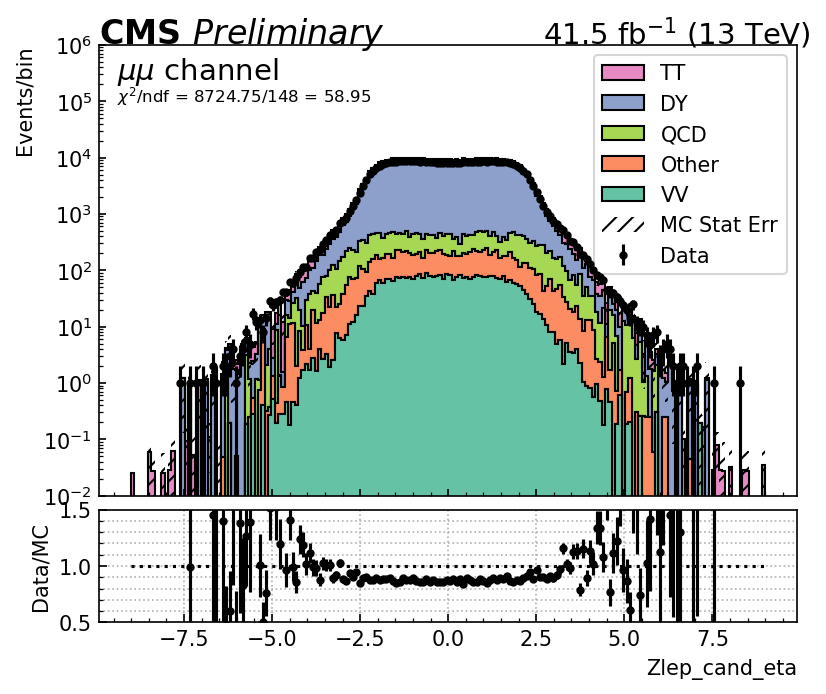 CMS Preliminary 41.5 fb⁻¹ (13 TeV)
Events/bin
μμ channel
χ²/ndf = 8724.75/148 = 58.95
TT
DY
QCD
Other
VV
MC Stat Err
Data
10⁶
10⁵
10⁴
10³
10²
10¹
10⁰
10⁻¹
10⁻²
Data/MC
1.5
1.0
0.5
−7.5 −5.0 −2.5 0.0 2.5 5.0 7.5
Zlep_cand_eta